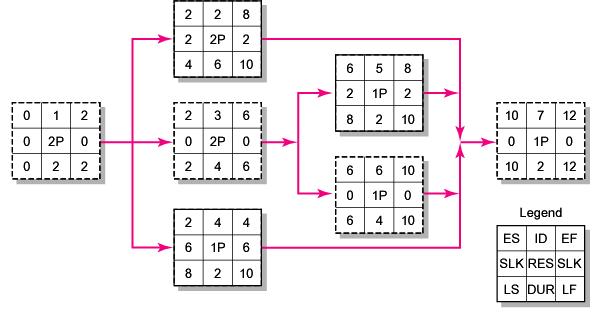 2 2 8
2 2P 2
4 6 10
0 1 2
0 2P 0
0 2 2
2 3 6
0 2P 0
2 4 6
2 4 4
6 1P 6
8 2 10
6 5 8
2 1P 2
8 2 10
6 6 10
0 1P 0
6 4 10
10 7 12
0 1P 0
10 2 12
Legend
ES ID EF
SLK RES SLK
LS DUR LF